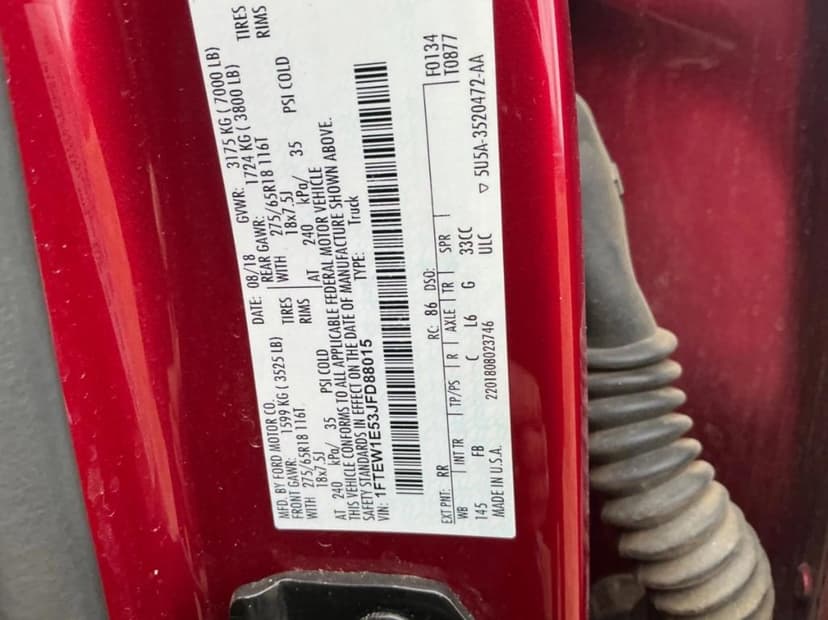 MFD. BY FORD MOTOR CO.
DATE: 08/18 GVWR: 3175 KG ( 7000 LB)
FRONT GAWR: 1599 KG ( 3525 LB)
REAR GAWR: 1724 KG ( 3800 LB)
WITH 275/65R18 116T TIRES
WITH 275/65R18 116T TIRES
18x7.5J RIMS
18x7.5J RIMS
AT 240 kPa/ 35 PSI COLD
AT 240 kPa/ 35 PSI COLD
THIS VEHICLE CONFORMS TO ALL APPLICABLE FEDERAL MOTOR VEHICLE
SAFETY STANDARDS IN EFFECT ON THE DATE OF MANUFACTURE SHOWN ABOVE.
VIN: 1FTEW1E53JFD88015 TYPE: Truck
F0134
T0877
EXT PNT: RR RC: 86 DSO:
WB INT TR TP/PS R AXLE TR SPR
145 FB C L6 G 33CC
ULC
MADE IN U.S.A. 2201808023746 5U5A-3520472-AA